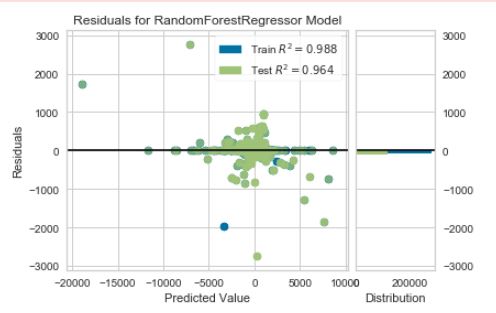 Residuals for RandomForestRegressor Model
Train R² = 0.988
Test R² = 0.964
3000
2000
1000
0
−1000
−2000
−3000
Residuals
−20000 −15000 −10000 −5000 0 5000 10000
Predicted Value
3000
2000
1000
0
−1000
−2000
−3000
0 200000
Distribution